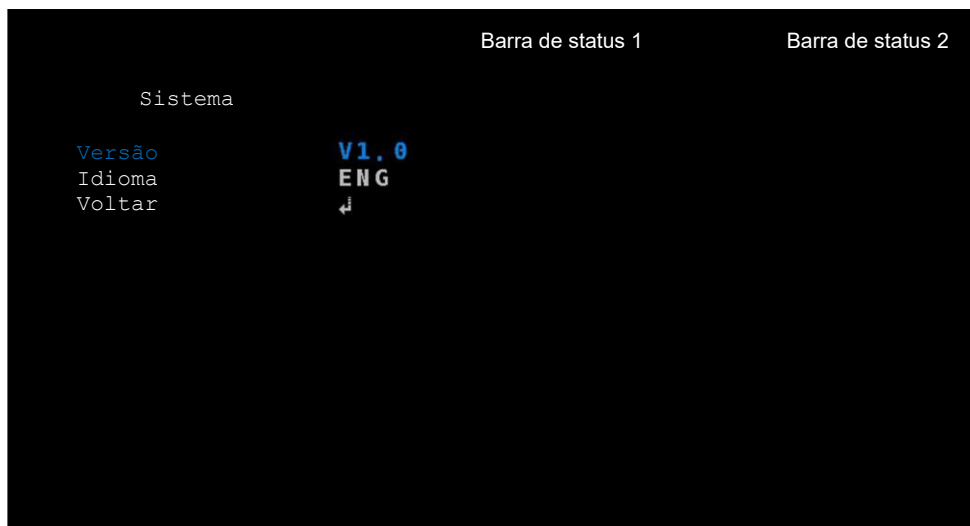 Barra de status 1 Barra de status 2
Sistema
Versão V1.0
Idioma ENG
Voltar ↲